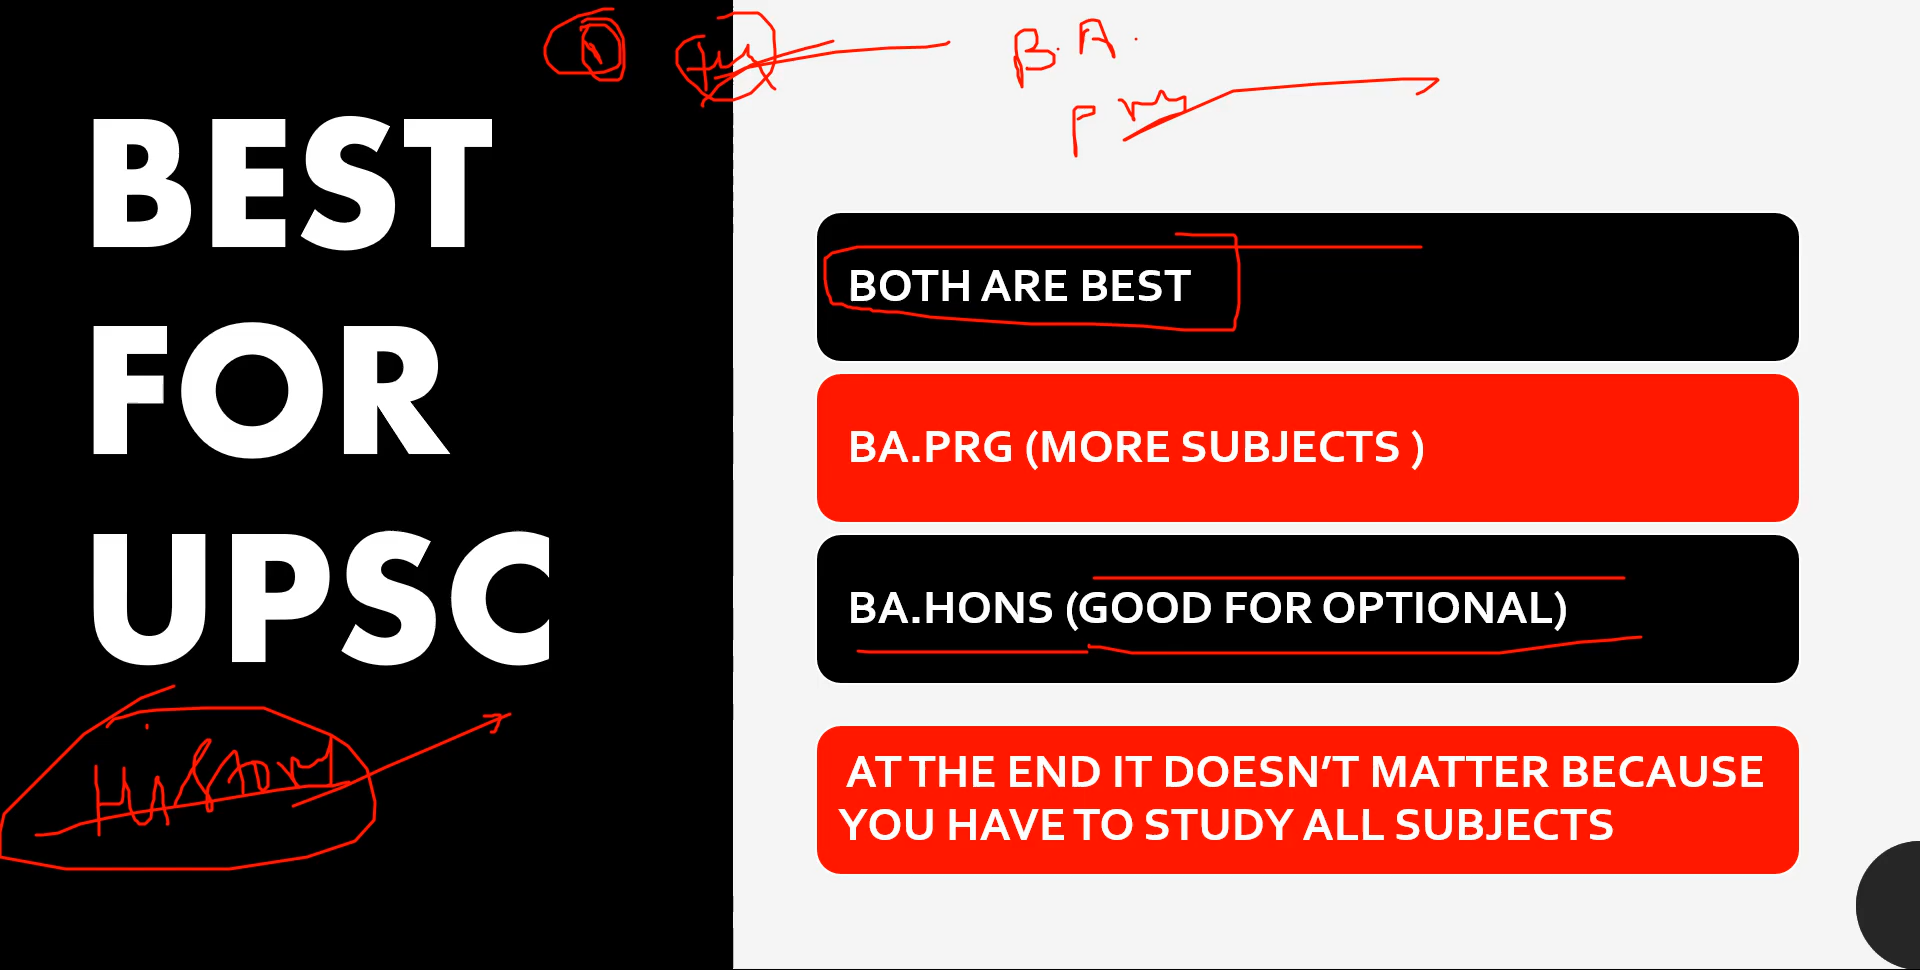 B.A.
BEST
FOR
UPSC
History
BOTH ARE BEST
BA.PRG (MORE SUBJECTS )
BA.HONS (GOOD FOR OPTIONAL)
AT THE END IT DOESN'T MATTER BECAUSE
YOU HAVE TO STUDY ALL SUBJECTS